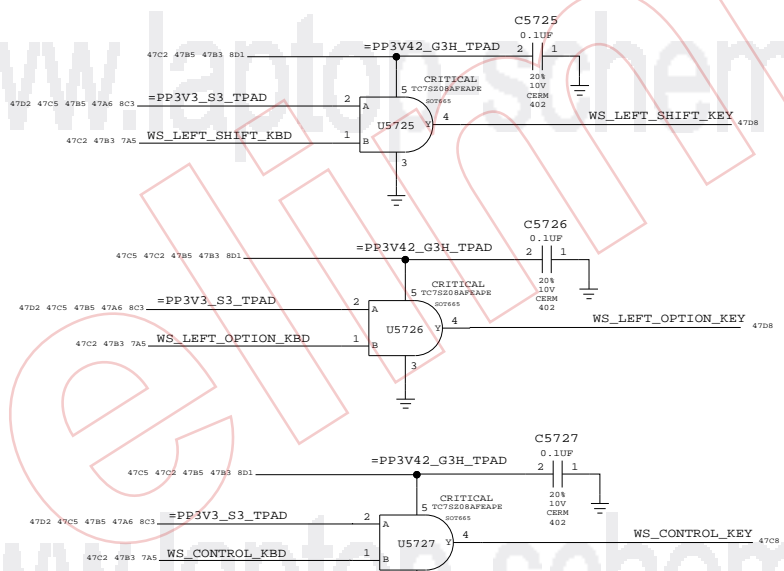 C5725
0.1UF
47C2 47B5 47B3 8D1 =PP3V42_G3H_TPAD 2 1
CRITICAL 20%
5 TC7SZ08AFEAPE 10V
47D2 47C5 47B5 47A6 8C3 =PP3V3_S3_TPAD 2 A SOT665 CERM
402
U5725 Y 4 WS_LEFT_SHIFT_KEY 47D8
47C2 47B3 7A5 WS_LEFT_SHIFT_KBD 1 B
3
C5726
0.1UF
47C5 47C2 47B5 47B3 8D1 =PP3V42_G3H_TPAD 2 1
CRITICAL 20%
5 TC7SZ08AFEAPE 10V
47D2 47C5 47B5 47A6 8C3 =PP3V3_S3_TPAD 2 A SOT665 CERM
402
U5726 Y 4 WS_LEFT_OPTION_KEY 47D8
47C2 47B3 7A5 WS_LEFT_OPTION_KBD 1 B
3
C5727
0.1UF
47C5 47C2 47B5 47B3 8D1 =PP3V42_G3H_TPAD 2 1
CRITICAL 20%
5 TC7SZ08AFEAPE 10V
47D2 47C5 47B5 47A6 8C3 =PP3V3_S3_TPAD 2 A SOT665 CERM
402
U5727 Y 4 WS_CONTROL_KEY 47C8
47C2 47B3 7A5 WS_CONTROL_KBD 1 B